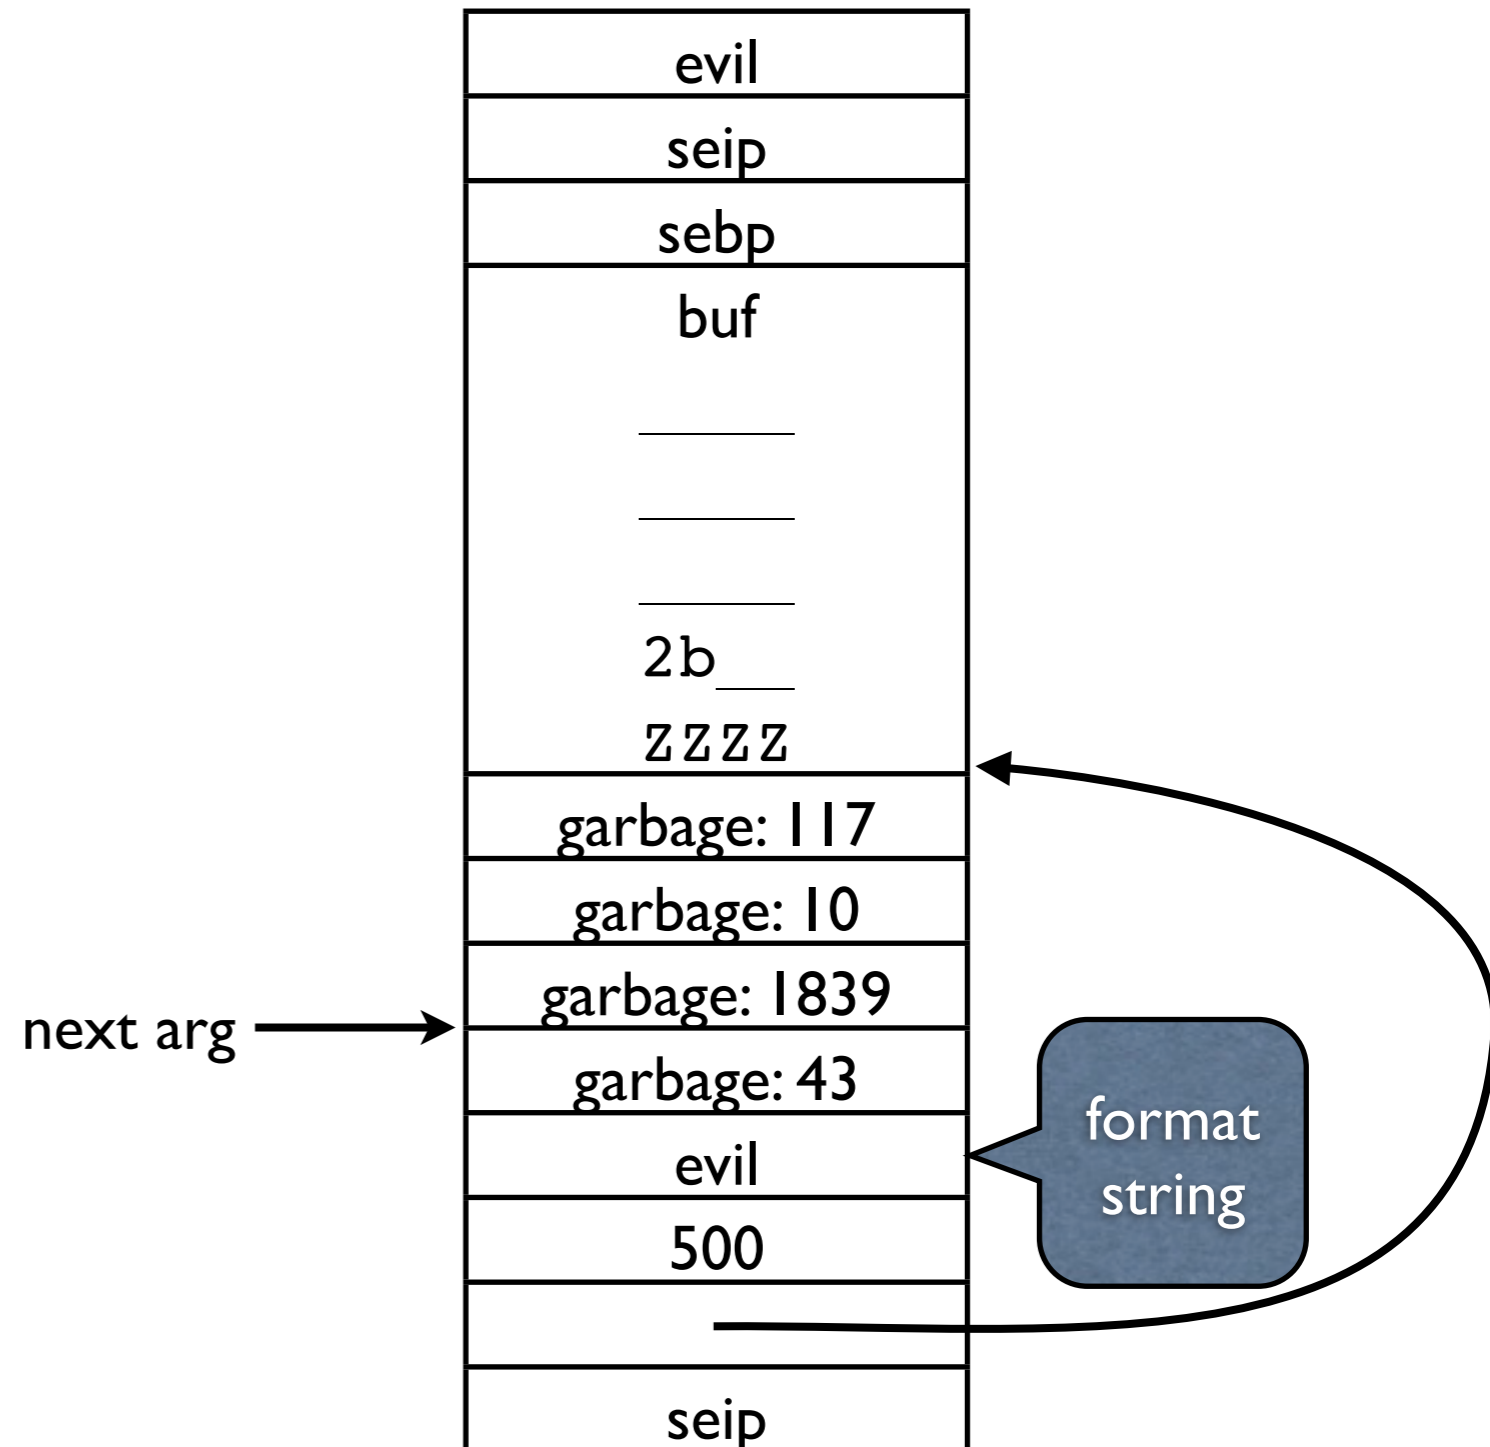 evil
seip
sebp
buf
2b
ZZZZ
garbage: 117
garbage: 10
garbage: 1839
next arg
garbage: 43
format
string
evil
500
seip